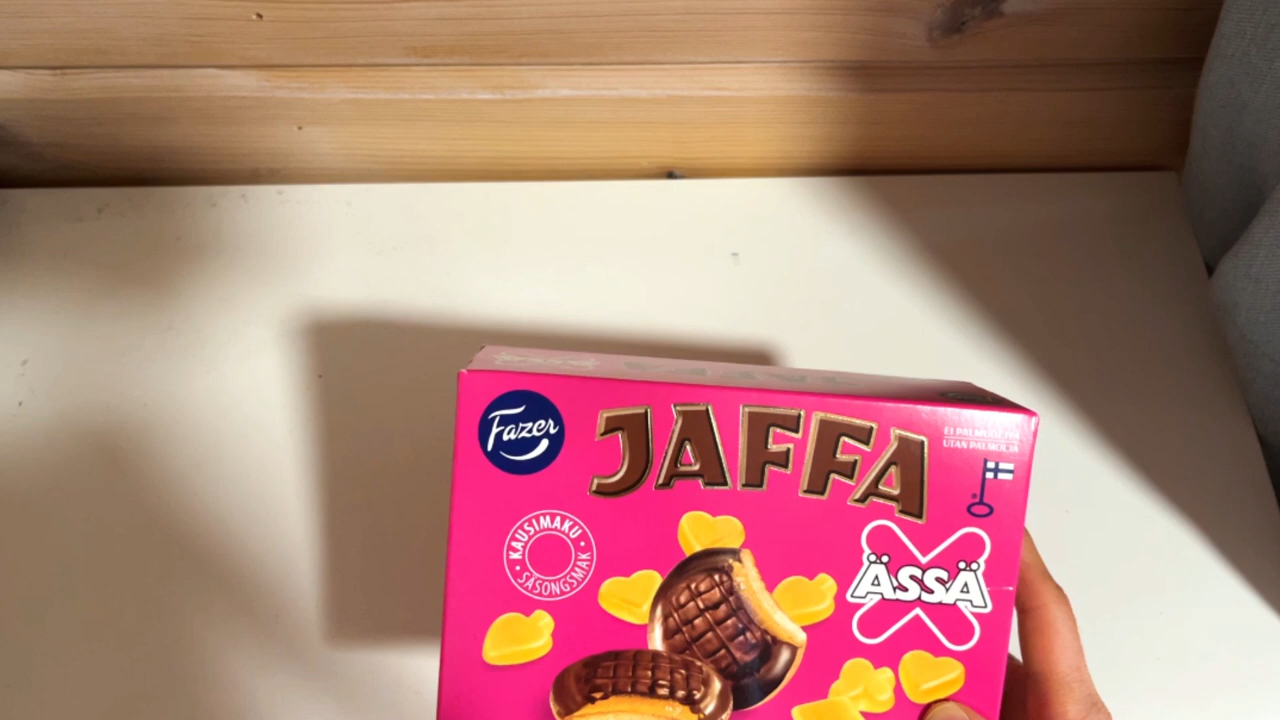 Fazer
JAFFA
EI PALMUÖLJYÄ
UTAN PALMOLJA
KAUSIMAKU
SÄSONGSMAK
ÄSSÄ